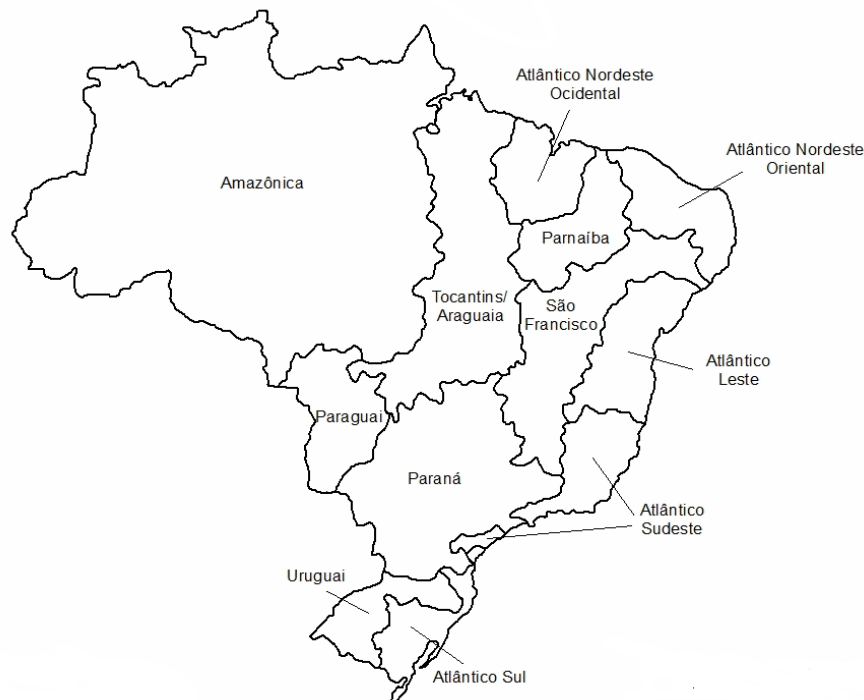 Atlântico Nordeste
Ocidental
Atlântico Nordeste
Oriental
Amazônica
Parnaíba
Tocantins/
Araguaia
São
Francisco
Atlântico
Leste
Paraguai
Paraná
Atlântico
Sudeste
Uruguai
Atlântico Sul